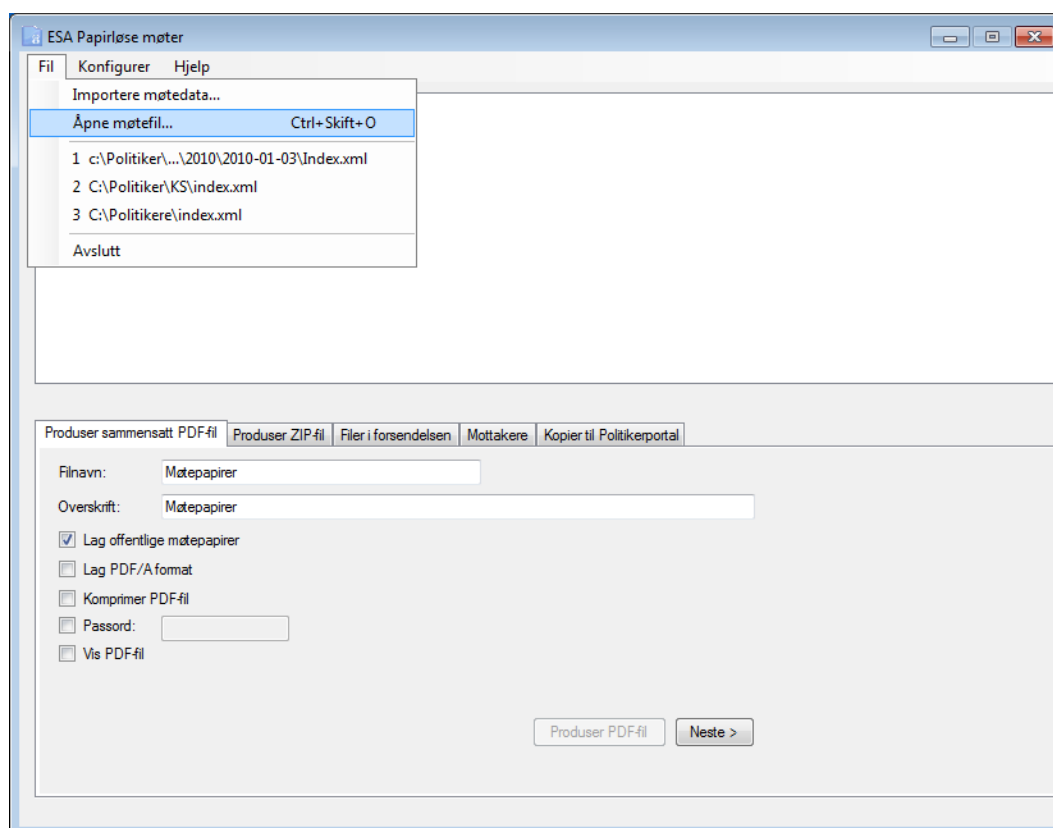 ESA Papirløse møter
Fil Konfigurer Hjelp
Importere møtedata...
Åpne møtefil... Ctrl+Skift+O
1 c:\Politiker\...\2010\2010-01-03\Index.xml
2 C:\Politiker\KS\index.xml
3 C:\Politikere\index.xml
Avslutt
Produser sammensatt PDF-fil Produser ZIP-fil Filer i forsendelsen Mottakere Kopier til Politikerportal
Filnavn: Møtepapirer
Overskrift: Møtepapirer
Lag offentlige møtepapirer
Lag PDF/A format
Komprimer PDF-fil
Passord:
Vis PDF-fil
Produser PDF-fil Neste >